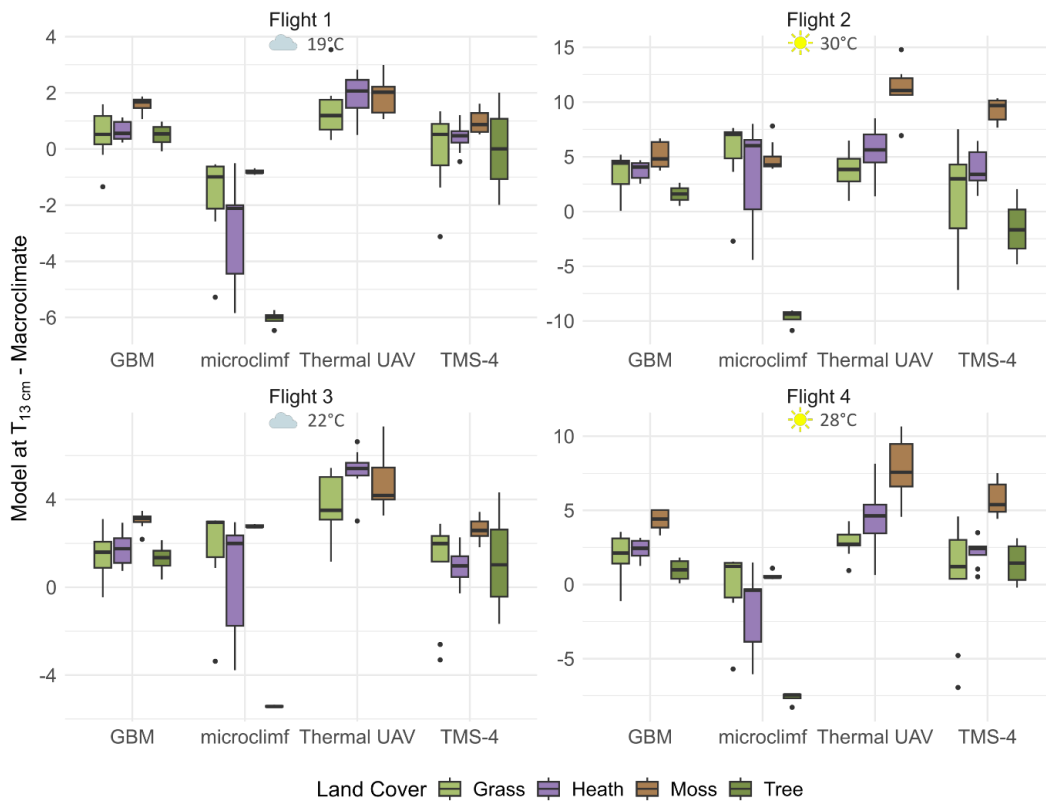 Flight 1
19°C
Flight 2
30°C
4
2
0
-2
-4
-6
15
10
5
0
-5
-10
GBM microclimf Thermal UAV TMS-4
GBM microclimf Thermal UAV TMS-4
Model at T13 cm - Macroclimate
Flight 3
22°C
Flight 4
28°C
4
0
-4
10
5
0
-5
GBM microclimf Thermal UAV TMS-4
GBM microclimf Thermal UAV TMS-4
Land Cover Grass Heath Moss Tree